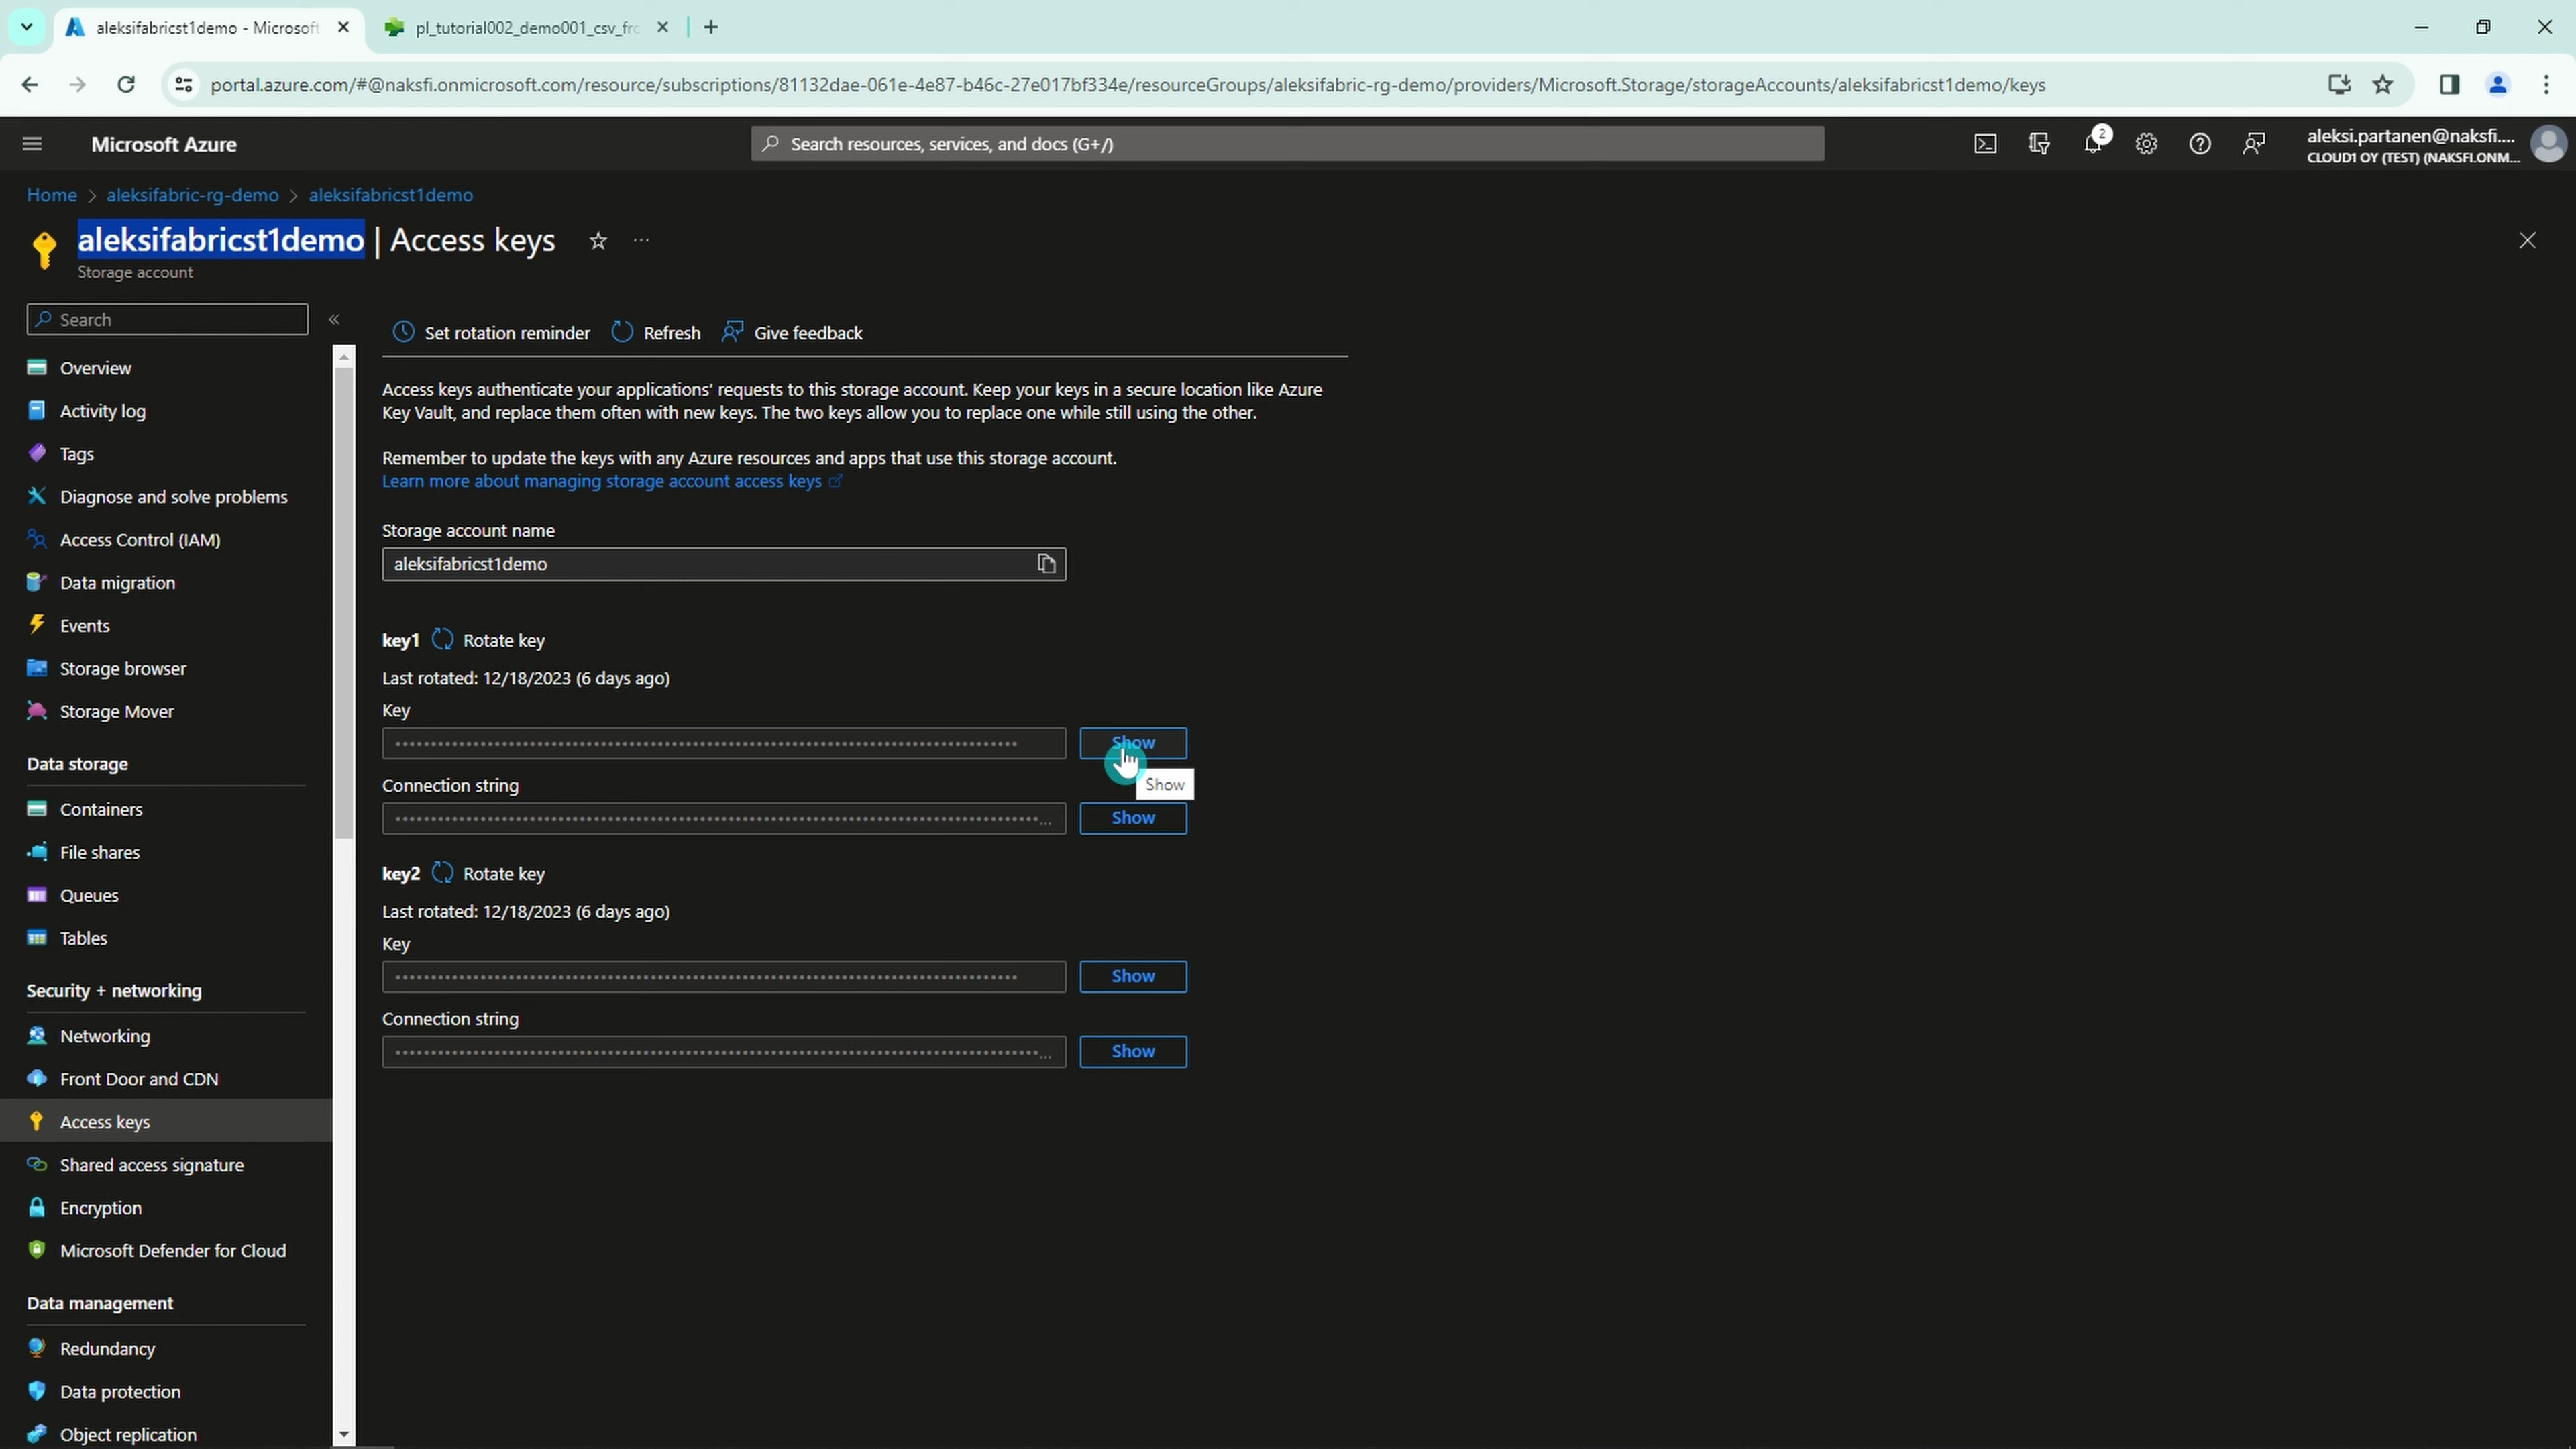 aleksifabricst1demo - Microsoft
pl_tutorial002_demo001_csv_fro
portal.azure.com/#@naksfi.onmicrosoft.com/resource/subscriptions/81132dae-061e-4e87-b46c-27e017bf334e/resourceGroups/aleksifabric-rg-demo/providers/Microsoft.Storage/storageAccounts/aleksifabricst1demo/keys
Microsoft Azure
Search resources, services, and docs (G+/)
2
aleksi.partanen@naksfi....
CLOUD1 OY (TEST) (NAKSFI.ONM...
Home > aleksifabric-rg-demo > aleksifabricst1demo
aleksifabricst1demo | Access keys
Storage account
Search
Overview
Activity log
Tags
Diagnose and solve problems
Access Control (IAM)
Data migration
Events
Storage browser
Storage Mover
Data storage
Containers
File shares
Queues
Tables
Security + networking
Networking
Front Door and CDN
Access keys
Shared access signature
Encryption
Microsoft Defender for Cloud
Data management
Redundancy
Data protection
Object replication
Set rotation reminder
Refresh
Give feedback
Access keys authenticate your applications' requests to this storage account. Keep your keys in a secure location like Azure
Key Vault, and replace them often with new keys. The two keys allow you to replace one while still using the other.
Remember to update the keys with any Azure resources and apps that use this storage account.
Learn more about managing storage account access keys
Storage account name
aleksifabricst1demo
key1 Rotate key
Last rotated: 12/18/2023 (6 days ago)
Key
Show
Show
Connection string
Show
key2 Rotate key
Last rotated: 12/18/2023 (6 days ago)
Key
Show
Connection string
Show